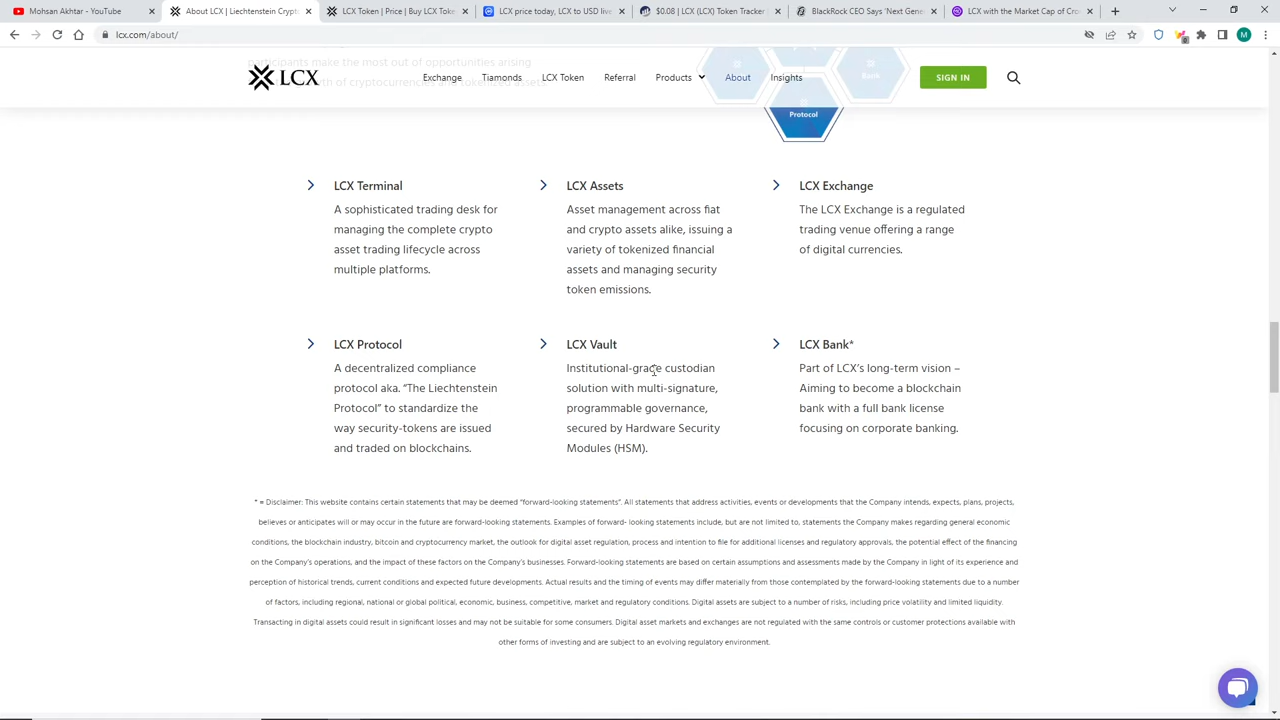 Mohsan Akhtar - YouTube
About LCX | Liechtenstein Crypt
LCX Token | Price | Buy LCX Token
LCX price today, LCX to USD live
$0.08 | LCX (LCX) Token Tracker
BlackRock CEO Says 'Next Gener
LCX with the Market Cap of Cro
lcx.com/about/
M
participants make the most out of opportunities arising
LCX
Exchange
Tiamonds
LCX Token
Referral
Products
About
Insights
SIGN IN
Bank
Protocol
LCX Terminal
A sophisticated trading desk for
managing the complete crypto
asset trading lifecycle across
multiple platforms.
LCX Assets
Asset management across fiat
and crypto assets alike, issuing a
variety of tokenized financial
assets and managing security
token emissions.
LCX Exchange
The LCX Exchange is a regulated
trading venue offering a range
of digital currencies.
LCX Protocol
A decentralized compliance
protocol aka. “The Liechtenstein
Protocol” to standardize the
way security-tokens are issued
and traded on blockchains.
LCX Vault
Institutional-grade custodian
solution with multi-signature,
programmable governance,
secured by Hardware Security
Modules (HSM).
LCX Bank*
Part of LCX’s long-term vision –
Aiming to become a blockchain
bank with a full bank license
focusing on corporate banking.
* = Disclaimer: This website contains certain statements that may be deemed “forward-looking statements”. All statements that address activities, events or developments that the Company intends, expects, plans, projects,
believes or anticipates will or may occur in the future are forward-looking statements. Examples of forward- looking statements include, but are not limited to, statements the Company makes regarding general economic
conditions, the blockchain industry, bitcoin and cryptocurrency market, the outlook for digital asset regulation, process and intention to file for additional licenses and regulatory approvals, the potential effect of the financing
on the Company’s operations, and the impact of these factors on the Company’s businesses. Forward-looking statements are based on certain assumptions and assessments made by the Company in light of its experience and
perception of historical trends, current conditions and expected future developments. Actual results and the timing of events may differ materially from those contemplated by the forward-looking statements due to a number
of factors, including regional, national or global political, economic, business, competitive, market and regulatory conditions. Digital assets are subject to a number of risks, including price volatility and limited liquidity.
Transacting in digital assets could result in significant losses and may not be suitable for some consumers. Digital asset markets and exchanges are not regulated with the same controls or customer protections available with
other forms of investing and are subject to an evolving regulatory environment.